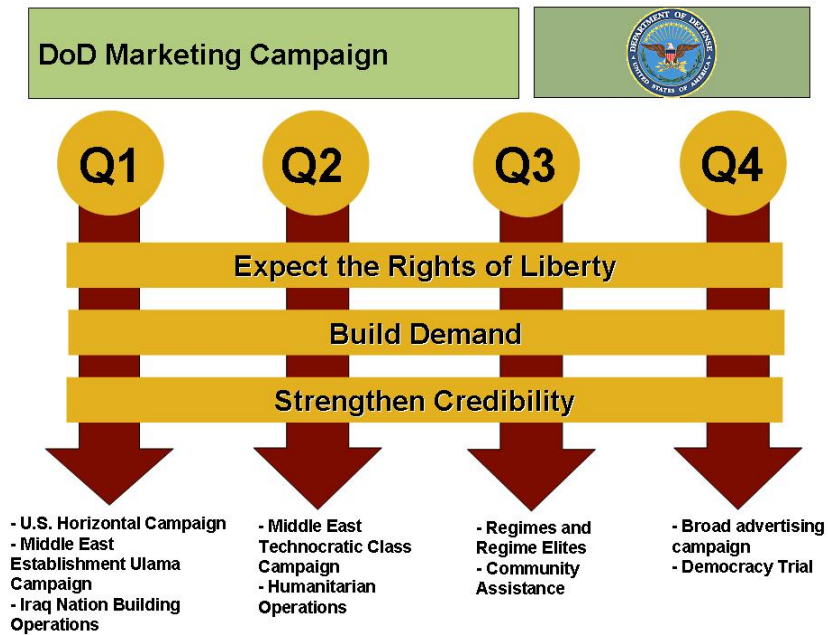 DoD Marketing Campaign
DEPARTMENT OF DEFENSE
UNITED STATES OF AMERICA
Q1
Q2
Q3
Q4
Expect the Rights of Liberty
Build Demand
Strengthen Credibility
- U.S. Horizontal Campaign
- Middle East
Establishment Ulama
Campaign
- Iraq Nation Building
Operations
- Middle East
Technocratic Class
Campaign
- Humanitarian
Operations
- Regimes and
Regime Elites
- Community
Assistance
- Broad advertising
campaign
- Democracy Trial